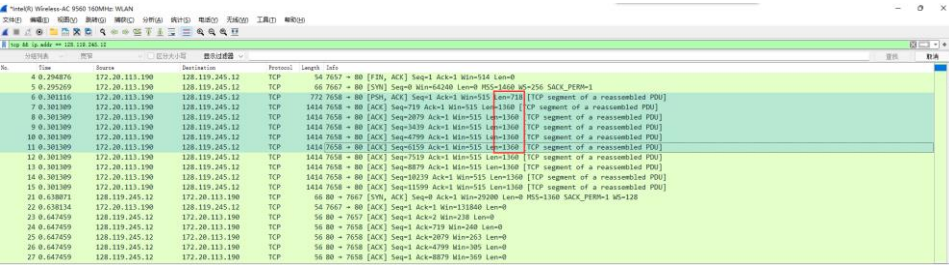 *Intel(R) Wireless-AC 9560 160MHz: WLAN
文件(F) 编辑(E) 视图(V) 跳转(G) 捕获(C) 分析(A) 统计(S) 电话(Y) 无线(W) 工具(T) 帮助(H)
tcp && ip.addr == 128.119.245.12
分组列表 宽窄 区分大小写 显示过滤器 查找 取消
No. Time Source Destination Protocol Length Info
4 0.294876 172.20.113.190 128.119.245.12 TCP 54 7657 → 80 [FIN, ACK] Seq=1 Ack=1 Win=514 Len=0
5 0.295269 172.20.113.190 128.119.245.12 TCP 66 7667 → 80 [SYN] Seq=0 Win=64240 Len=0 MSS=1460 WS=256 SACK_PERM=1
6 0.301116 172.20.113.190 128.119.245.12 TCP 772 7658 → 80 [PSH, ACK] Seq=1 Ack=1 Win=515 Len=718 [TCP segment of a reassembled PDU]
7 0.301309 172.20.113.190 128.119.245.12 TCP 1414 7658 → 80 [ACK] Seq=719 Ack=1 Win=515 Len=1360 [TCP segment of a reassembled PDU]
8 0.301309 172.20.113.190 128.119.245.12 TCP 1414 7658 → 80 [ACK] Seq=2079 Ack=1 Win=515 Len=1360 [TCP segment of a reassembled PDU]
9 0.301309 172.20.113.190 128.119.245.12 TCP 1414 7658 → 80 [ACK] Seq=3439 Ack=1 Win=515 Len=1360 [TCP segment of a reassembled PDU]
10 0.301309 172.20.113.190 128.119.245.12 TCP 1414 7658 → 80 [ACK] Seq=4799 Ack=1 Win=515 Len=1360 [TCP segment of a reassembled PDU]
11 0.301309 172.20.113.190 128.119.245.12 TCP 1414 7658 → 80 [ACK] Seq=6159 Ack=1 Win=515 Len=1360 [TCP segment of a reassembled PDU]
12 0.301309 172.20.113.190 128.119.245.12 TCP 1414 7658 → 80 [ACK] Seq=7519 Ack=1 Win=515 Len=1360 [TCP segment of a reassembled PDU]
13 0.301309 172.20.113.190 128.119.245.12 TCP 1414 7658 → 80 [ACK] Seq=8879 Ack=1 Win=515 Len=1360 [TCP segment of a reassembled PDU]
14 0.301309 172.20.113.190 128.119.245.12 TCP 1414 7658 → 80 [ACK] Seq=10239 Ack=1 Win=515 Len=1360 [TCP segment of a reassembled PDU]
15 0.301309 172.20.113.190 128.119.245.12 TCP 1414 7658 → 80 [ACK] Seq=11599 Ack=1 Win=515 Len=1360 [TCP segment of a reassembled PDU]
21 0.638071 128.119.245.12 172.20.113.190 TCP 66 80 → 7667 [SYN, ACK] Seq=0 Ack=1 Win=29200 Len=0 MSS=1360 SACK_PERM=1 WS=128
22 0.638134 172.20.113.190 128.119.245.12 TCP 54 7667 → 80 [ACK] Seq=1 Ack=1 Win=131840 Len=0
23 0.647459 128.119.245.12 172.20.113.190 TCP 56 80 → 7657 [ACK] Seq=1 Ack=2 Win=238 Len=0
24 0.647459 128.119.245.12 172.20.113.190 TCP 56 80 → 7658 [ACK] Seq=1 Ack=719 Win=240 Len=0
25 0.647459 128.119.245.12 172.20.113.190 TCP 56 80 → 7658 [ACK] Seq=1 Ack=2079 Win=263 Len=0
26 0.647459 128.119.245.12 172.20.113.190 TCP 56 80 → 7658 [ACK] Seq=1 Ack=4799 Win=305 Len=0
27 0.647459 128.119.245.12 172.20.113.190 TCP 56 80 → 7658 [ACK] Seq=1 Ack=8879 Win=369 Len=0